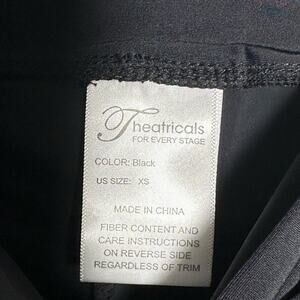 Theatricals
FOR EVERY STAGE
COLOR: Black
US SIZE: XS
MADE IN CHINA
FIBER CONTENT AND
CARE INSTRUCTIONS
ON REVERSE SIDE
REGARDLESS OF TRIM